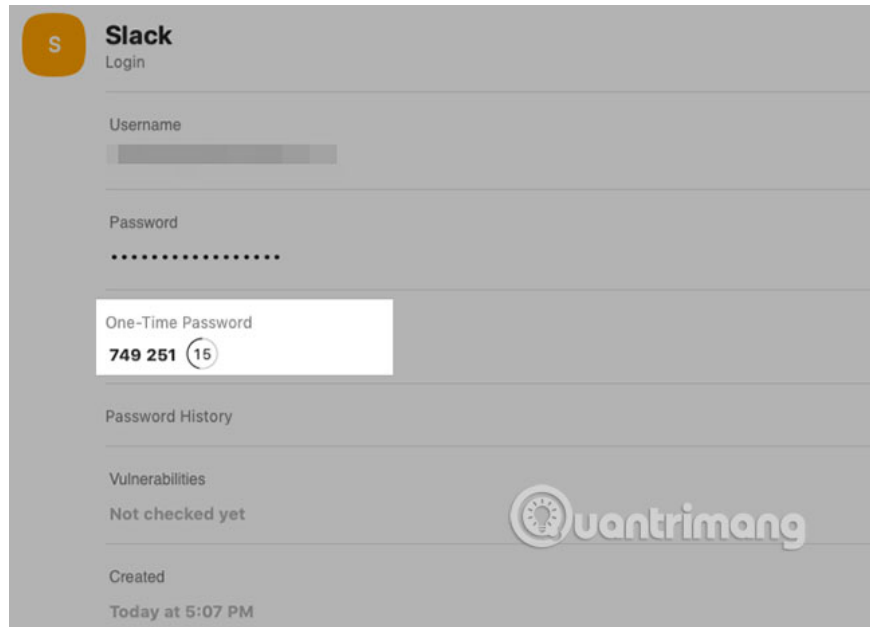 S
Slack
Login
Username
Password
•••••••••••••••••
One-Time Password
749 251 15
Password History
Vulnerabilities
Not checked yet
Quantrimang
Created
Today at 5:07 PM